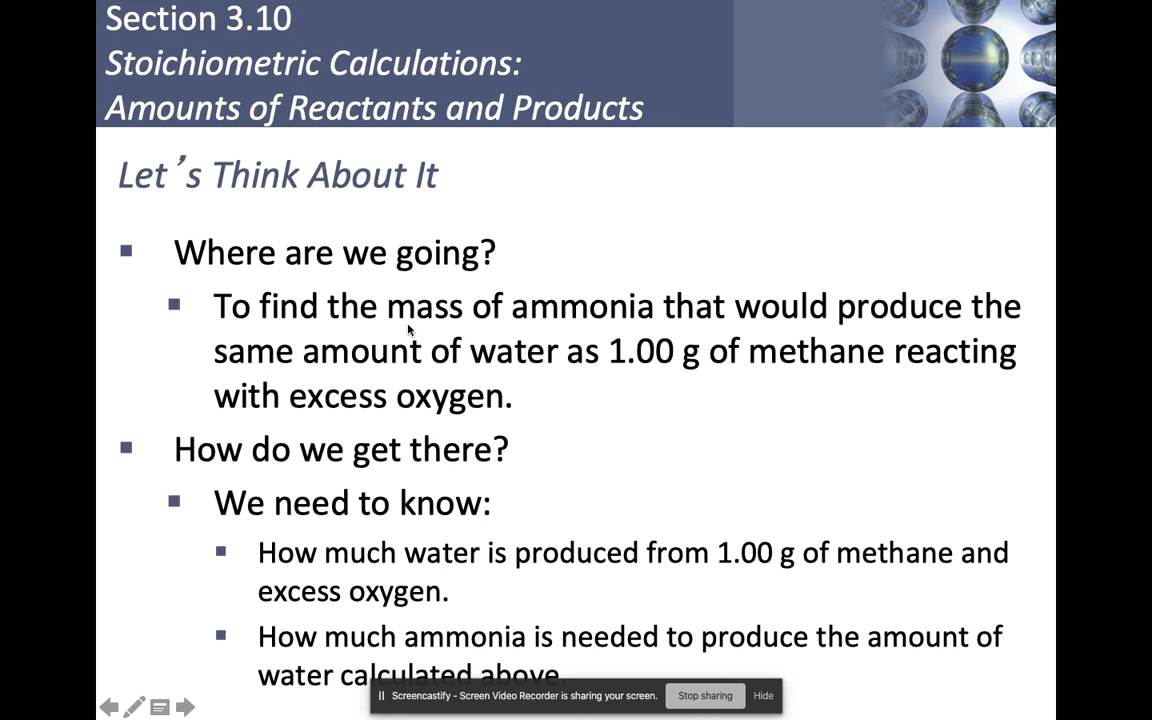 Section 3.10
Stoichiometric Calculations:
Amounts of Reactants and Products
Let's Think About It
Where are we going?
To find the mass of ammonia that would produce the
same amount of water as 1.00 g of methane reacting
with excess oxygen.
How do we get there?
We need to know:
How much water is produced from 1.00 g of methane and
excess oxygen.
How much ammonia is needed to produce the amount of
water calculated above.
Screencastify - Screen Video Recorder is sharing your screen.
Stop sharing
Hide